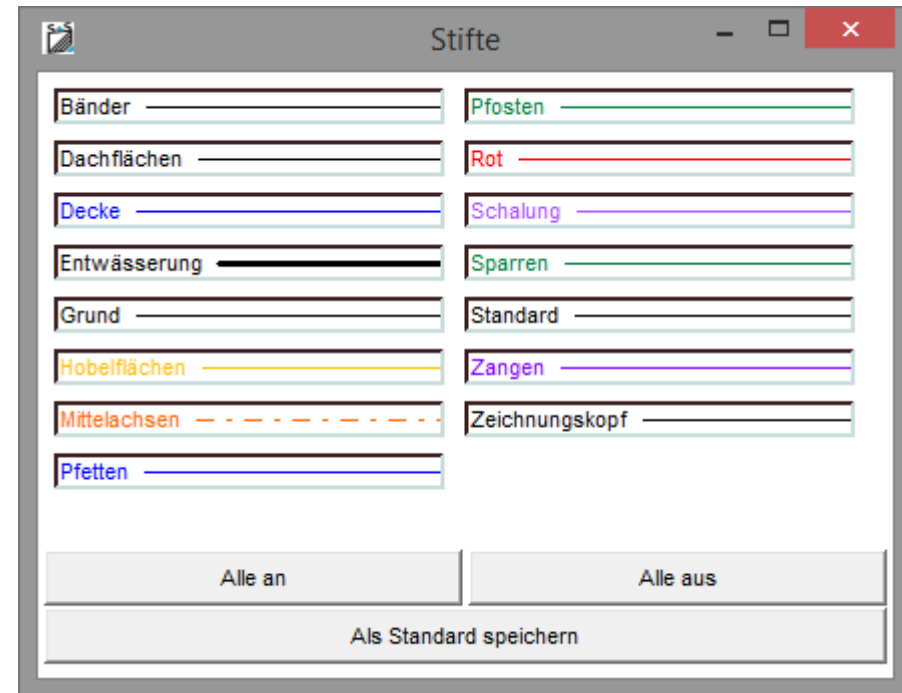 Stifte
Bänder
Dachflächen
Decke
Entwässerung
Grund
Hobelflächen
Mittelachsen
Pfetten
Pfosten
Rot
Schalung
Sparren
Standard
Zangen
Zeichnungskopf
Alle an
Alle aus
Als Standard speichern